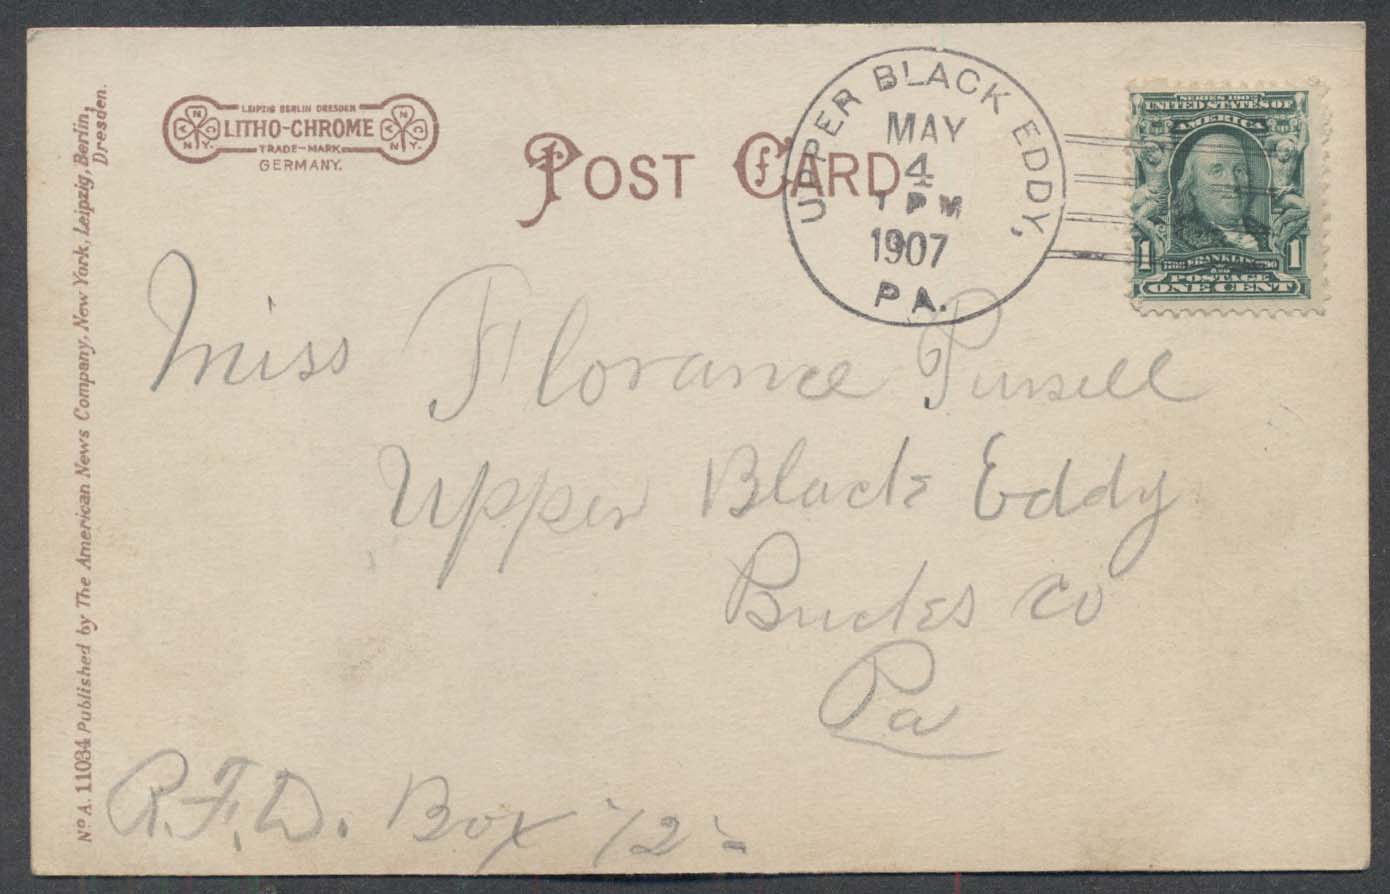 LEIPZIG BERLIN DRESDEN
LITHO-CHROME
TRADE-MARK
GERMANY.
POST CARD
UPPER BLACK EDDY,
MAY
4
1 PM
1907
PA.
SERIES 1902
UNITED STATES OF
AMERICA
1 FRANKLIN 1
POSTAGE
ONE CENT
Miss Florance Pursell
Upper Black Eddy
Bucks Co
Pa
R.F.D. Box 72
No A. 11034 Published by The American News Company, New York, Leipzig, Berlin,
Dresden.